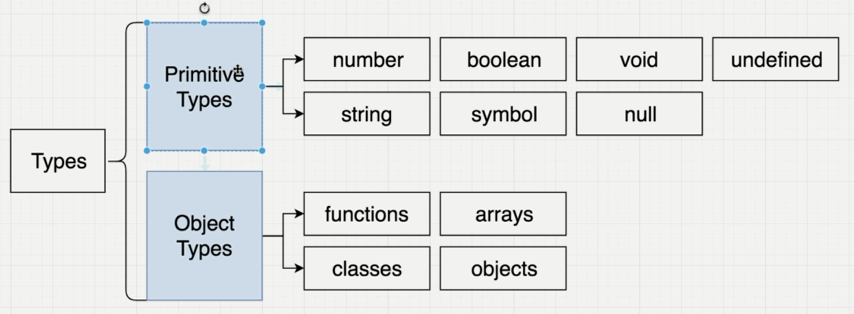 Types
Primitive
Types
number
boolean
void
undefined
string
symbol
null
Object
Types
functions
arrays
classes
objects